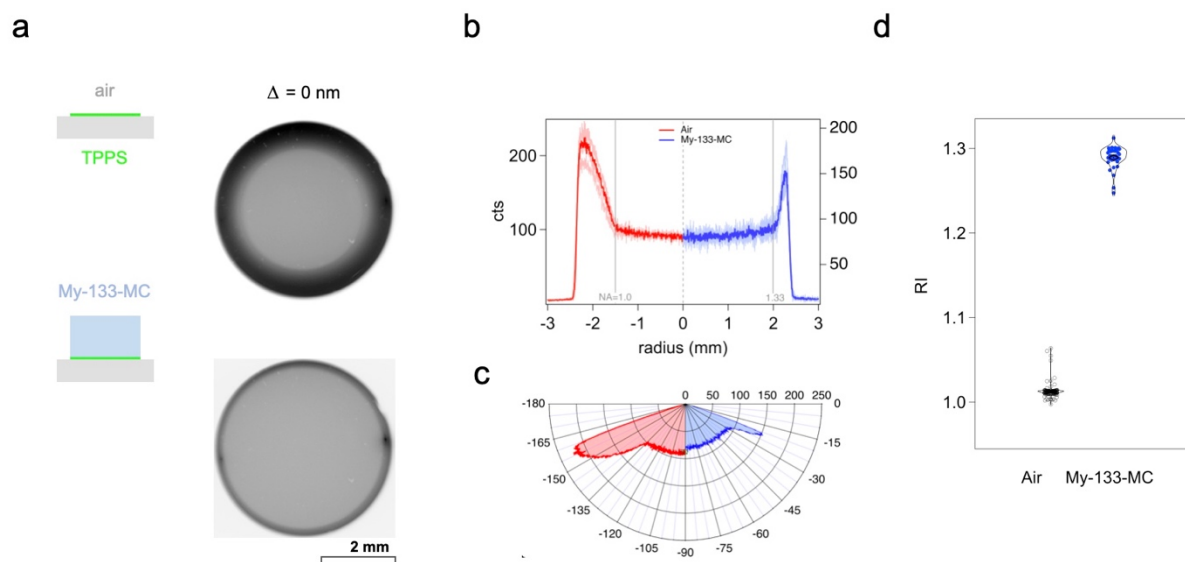 a
air
TPPS
Δ = 0 nm
My-133-MC
2 mm
b
Air
My-133-MC
cts
200
100
200
150
100
50
NA=1.0
1.33
-3 -2 -1 0 1 2 3
radius (mm)
c
0 50 100 150 200 250
-180
-165
-150
-135
-120
-105
-90
-75
-60
-45
-30
-15
0
d
RI
1.3
1.2
1.1
1.0
Air My-133-MC